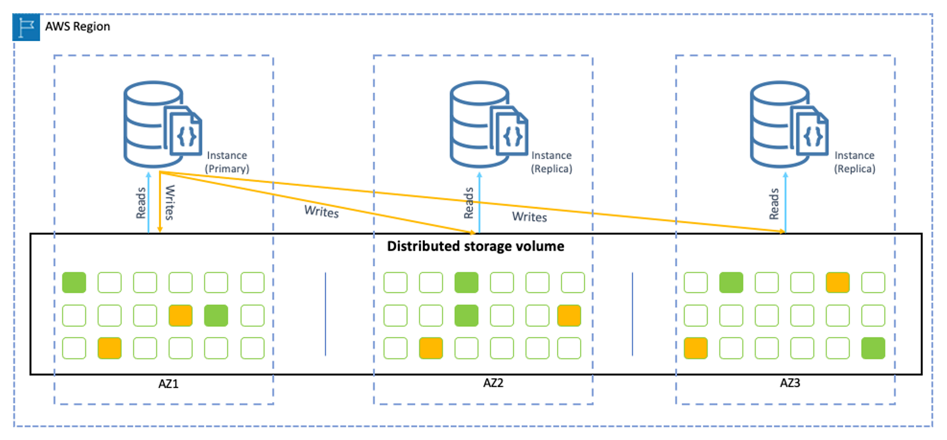 AWS Region
Instance
(Primary)
Instance
(Replica)
Instance
(Replica)
Reads
Writes
Writes
Reads
Writes
Reads
Distributed storage volume
AZ1
AZ2
AZ3